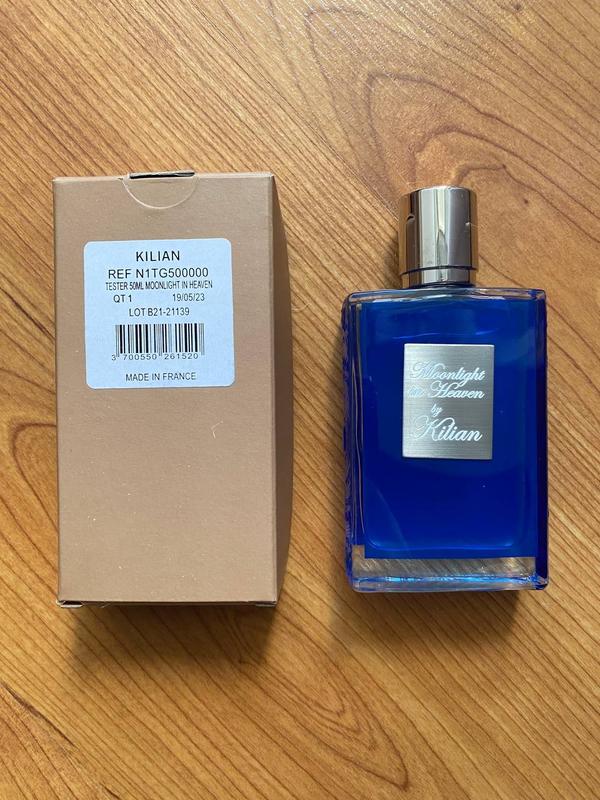 KILIAN
REF N1TG500000
TESTER 50ML MOONLIGHT IN HEAVEN
QT 1 19/05/23
LOT B21-21139
3 700550 261520
MADE IN FRANCE
Moonlight
in Heaven
by
Kilian